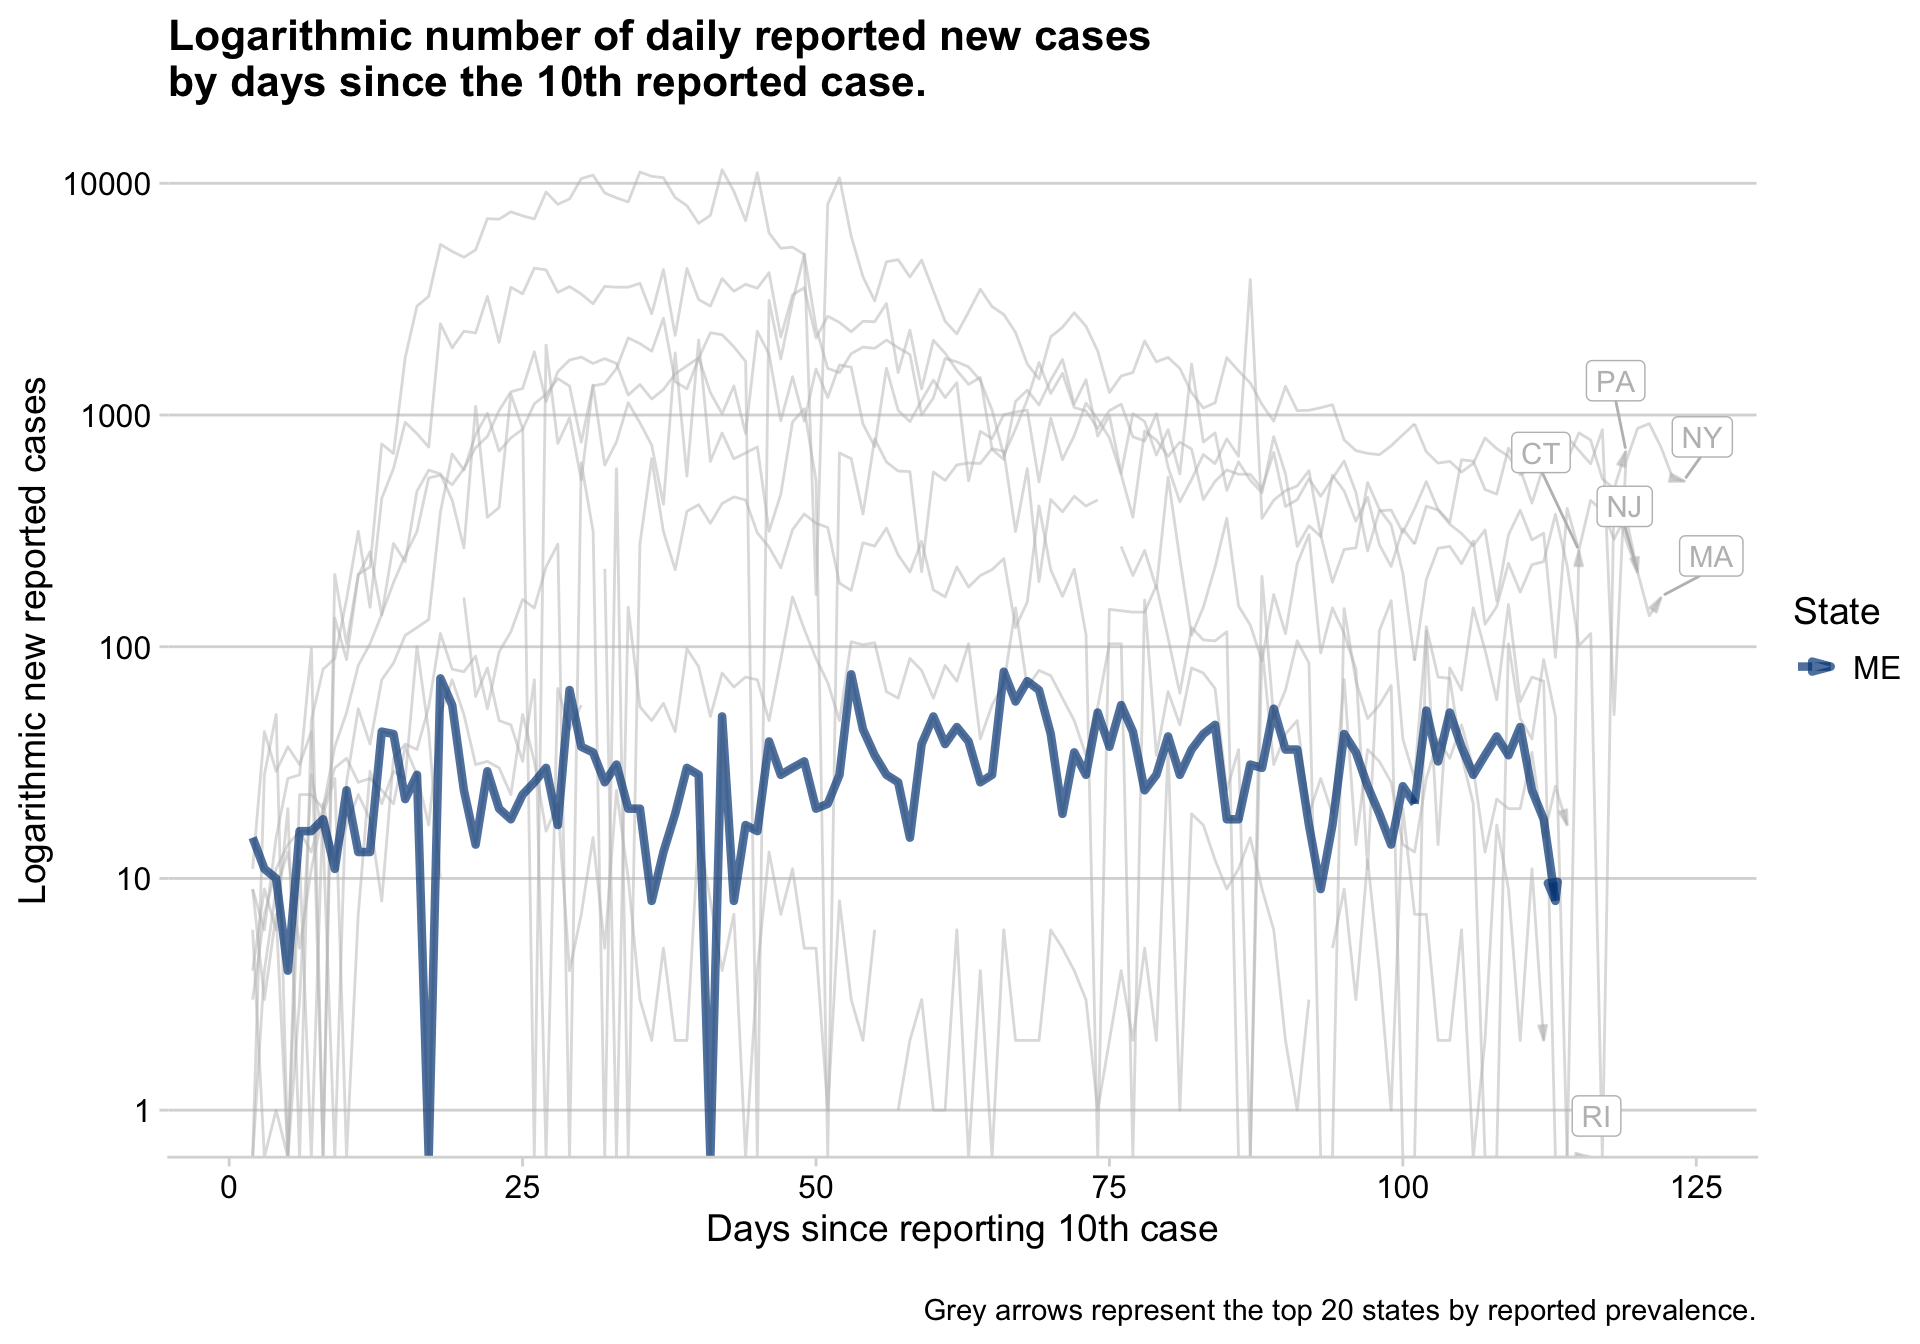 Logarithmic number of daily reported new cases
by days since the 10th reported case.
Logarithmic new reported cases
10000
1000
100
10
1
PA
NY
CT
NJ
MA
RI
State
ME
0 25 50 75 100 125
Days since reporting 10th case
Grey arrows represent the top 20 states by reported prevalence.